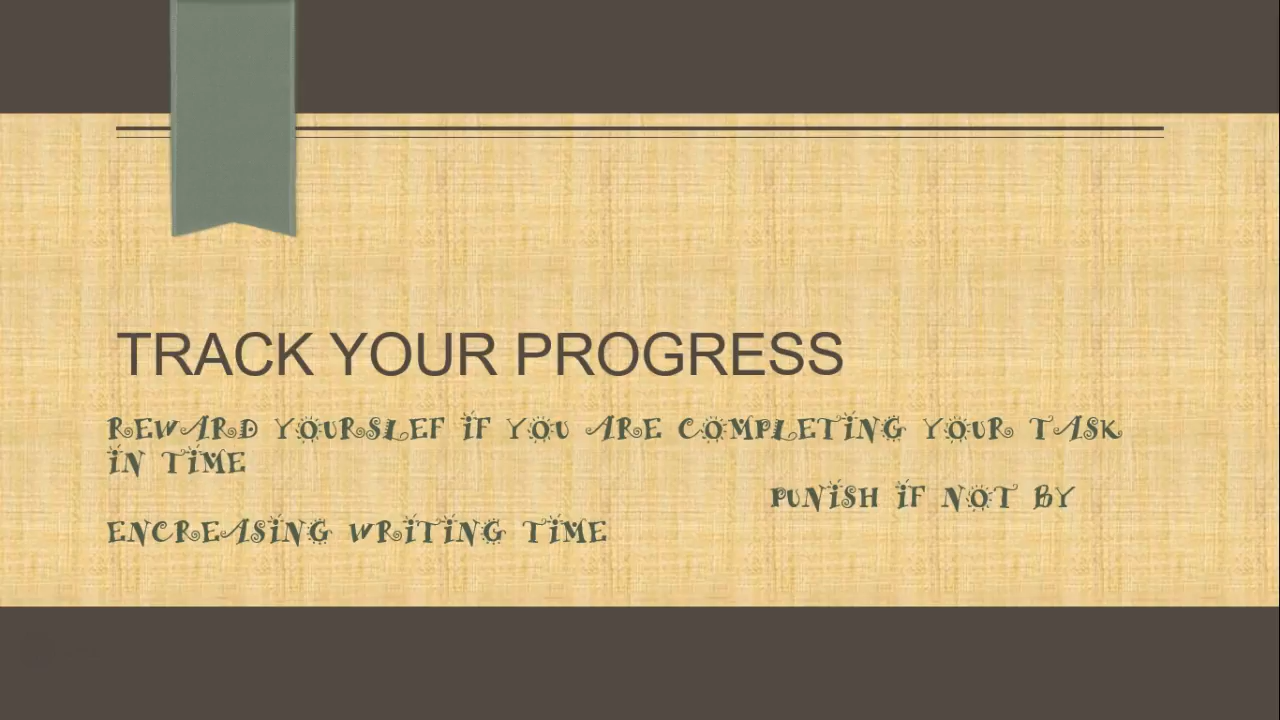 TRACK YOUR PROGRESS
REWARD YOURSLEF IF YOU ARE COMPLETING YOUR TASK
IN TIME
PUNISH IF NOT BY
ENCREASING WRITING TIME